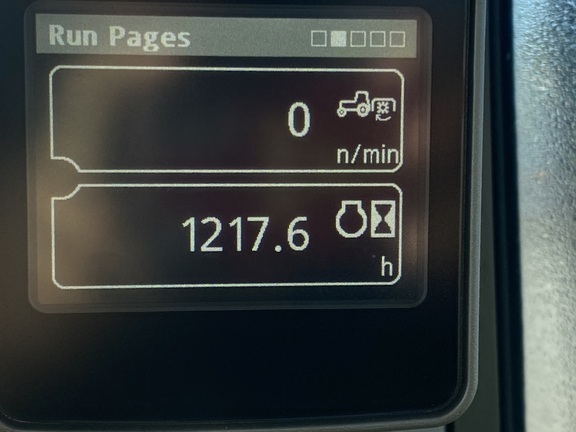 Run Pages
0
n/min
1217.6
h